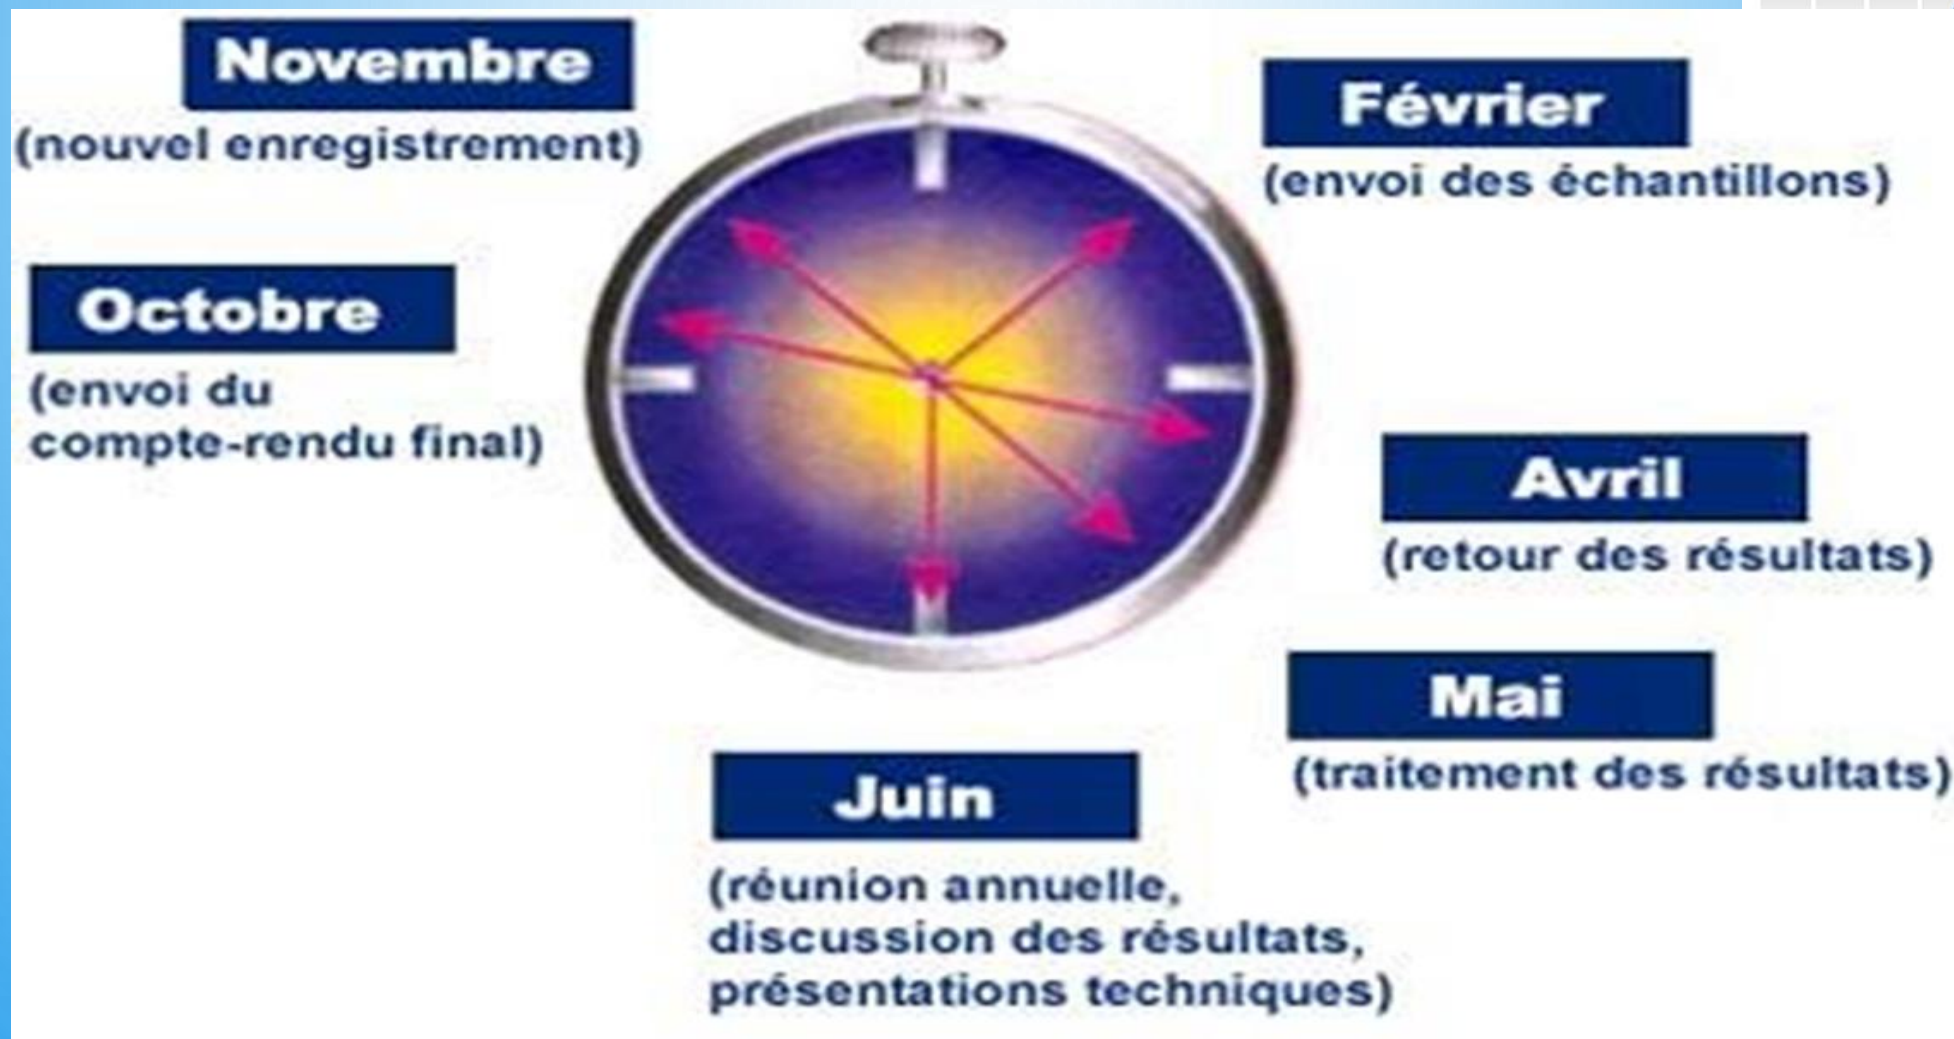 Novembre
(nouvel enregistrement)
Février
(envoi des échantillons)
Octobre
(envoi du
compte-rendu final)
Avril
(retour des résultats)
Mai
(traitement des résultats)
Juin
(réunion annuelle,
discussion des résultats,
présentations techniques)